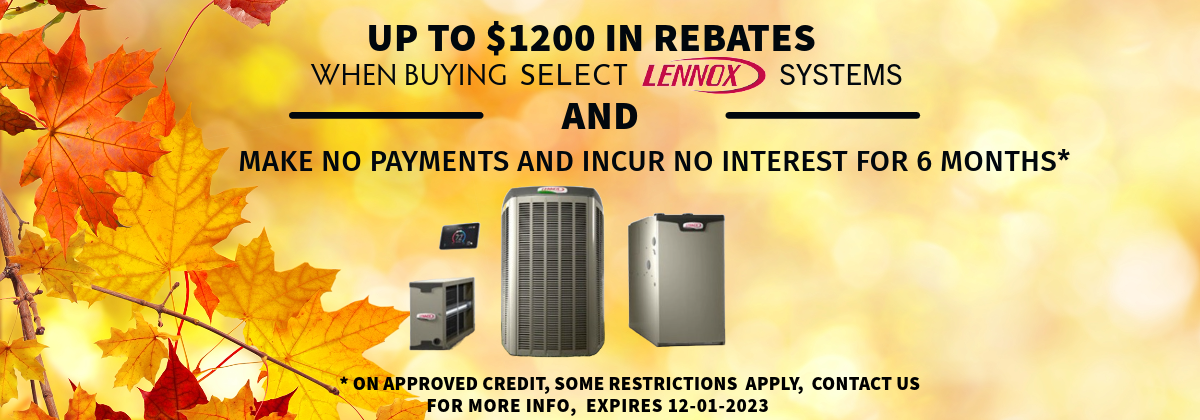 UP TO $1200 IN REBATES
WHEN BUYING SELECT LENNOX SYSTEMS
AND
MAKE NO PAYMENTS AND INCUR NO INTEREST FOR 6 MONTHS*
* ON APPROVED CREDIT, SOME RESTRICTIONS APPLY, CONTACT US
FOR MORE INFO, EXPIRES 12-01-2023